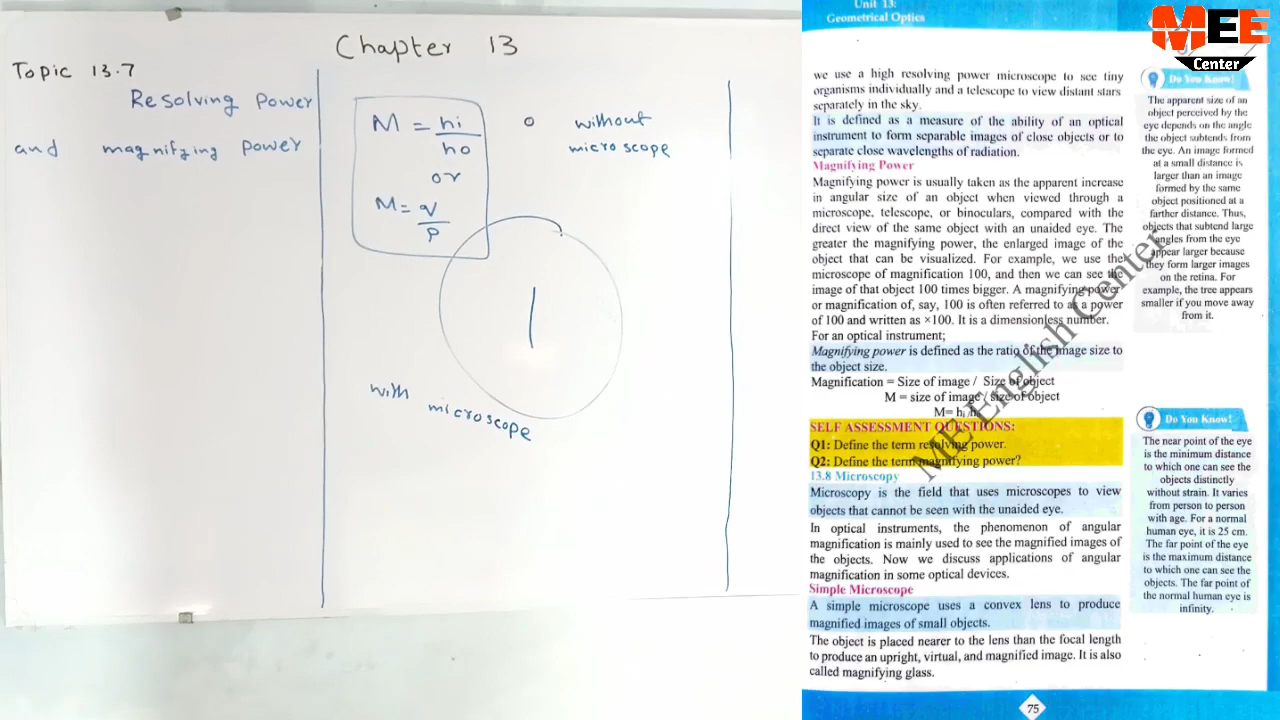 Chapter 13
Topic 13.7
Resolving Power
and magnifying power
M = hi
ho
or
M = q
p
o without
microscope
with
microscope
Unit 13:
Geometrical Optics
MEE
Center
we use a high resolving power microscope to see tiny
organisms individually and a telescope to view distant stars
separately in the sky.
It is defined as a measure of the ability of an optical
instrument to form separable images of close objects or to
separate close wavelengths of radiation.
Magnifying Power
Magnifying power is usually taken as the apparent increase
in angular size of an object when viewed through a
microscope, telescope, or binoculars, compared with the
direct view of the same object with an unaided eye. The
greater the magnifying power, the enlarged image of the
object that can be visualized. For example, we use the
microscope of magnification 100, and then we can see the
image of that object 100 times bigger. A magnifying power
or magnification of, say, 100 is often referred to as a power
of 100 and written as ×100. It is a dimensionless number.
For an optical instrument;
Magnifying power is defined as the ratio of the image size to
the object size.
Magnification = Size of image / Size of object
M = size of image / size of object
M= hi/ho
SELF ASSESSMENT QUESTIONS:
Q1: Define the term resolving power.
Q2: Define the term magnifying power?
13.8 Microscopy
Microscopy is the field that uses microscopes to view
objects that cannot be seen with the unaided eye.
In optical instruments, the phenomenon of angular
magnification is mainly used to see the magnified images of
the objects. Now we discuss applications of angular
magnification in some optical devices.
Simple Microscope
A simple microscope uses a convex lens to produce
magnified images of small objects.
The object is placed nearer to the lens than the focal length
to produce an upright, virtual, and magnified image. It is also
called magnifying glass.
Do You Know!
The apparent size of an
object perceived by the
eye depends on the angle
the object subtends from
the eye. An image formed
at a small distance is
larger than an image
formed by the same
object positioned at a
farther distance. Thus,
objects that subtend large
angles from the eye
appear larger because
they form larger images
on the retina. For
example, the tree appears
smaller if you move away
from it.
Do You Know!
The near point of the eye
is the minimum distance
to which one can see the
objects distinctly
without strain. It varies
from person to person
with age. For a normal
human eye, it is 25 cm.
The far point of the eye
is the maximum distance
to which one can see the
objects. The far point of
the normal human eye is
infinity.
ME English Center
75